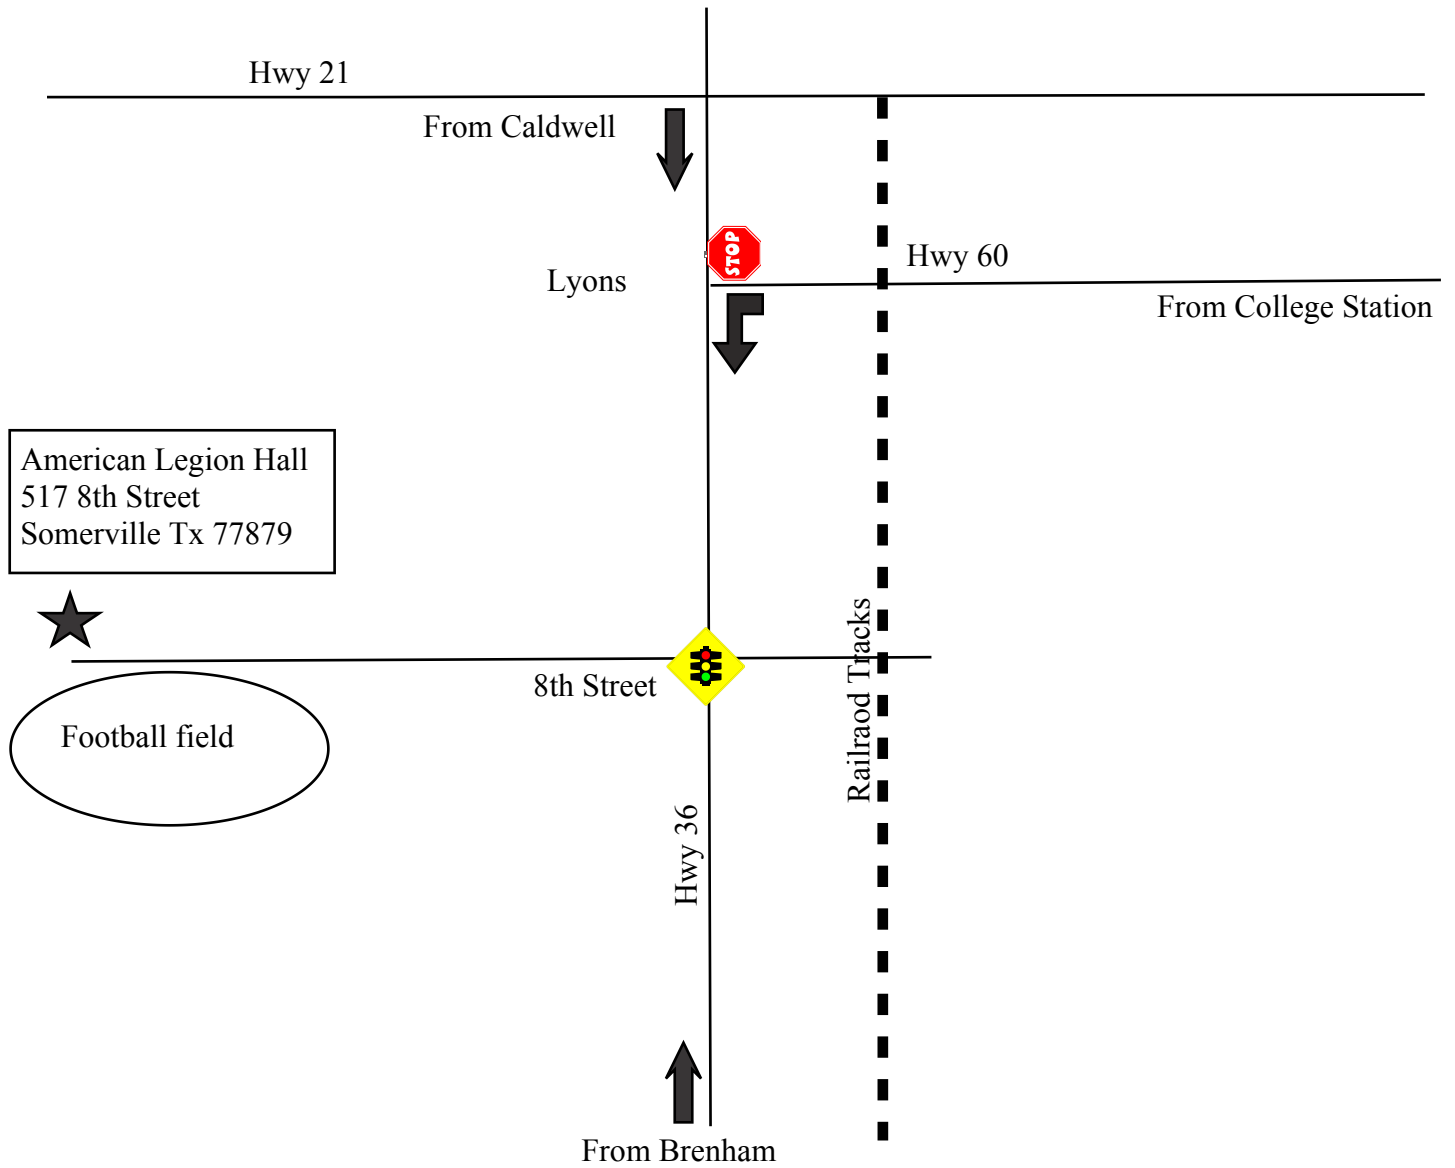 Hwy 21
From Caldwell
STOP
Hwy 60
Lyons
From College Station
American Legion Hall
517 8th Street
Somerville Tx 77879
8th Street
Railraod Tracks
Football field
Hwy 36
From Brenham